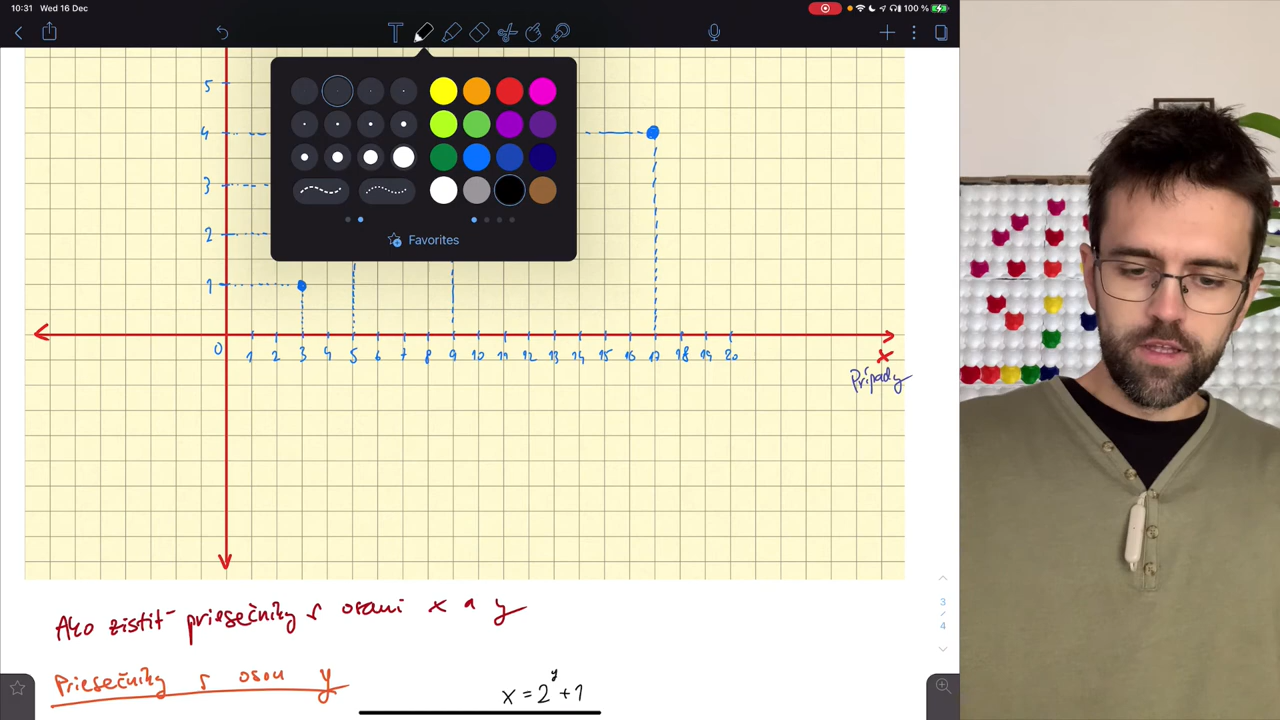 10:31 Wed 16 Dec
100 %
T
5
4
3
2
1
Favorites
0 1 2 3 4 5 6 7 8 9 10 11 12 13 14 15 16 17 18 19 20
x
Prípady
3
/
4
Ako zistiť priesečníky s osami x a y
Priesečníky s osou y
x = 2^y + 1